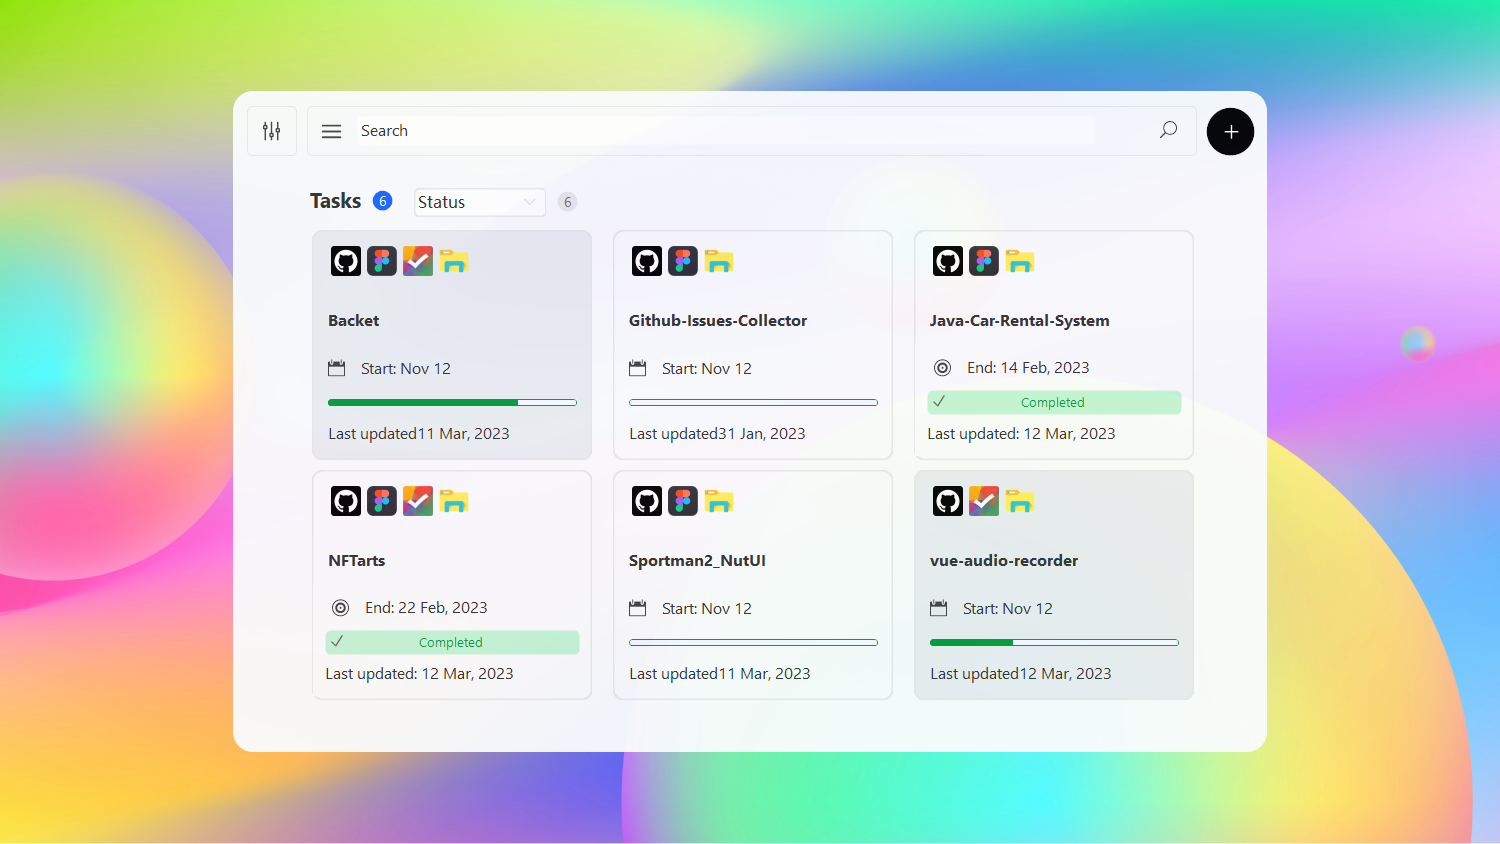 Search
Tasks 6 Status 6
Backet
Start: Nov 12
Last updated11 Mar, 2023
Github-Issues-Collector
Start: Nov 12
Last updated31 Jan, 2023
Java-Car-Rental-System
End: 14 Feb, 2023
Completed
Last updated: 12 Mar, 2023
NFTarts
End: 22 Feb, 2023
Completed
Last updated: 12 Mar, 2023
Sportman2_NutUI
Start: Nov 12
Last updated11 Mar, 2023
vue-audio-recorder
Start: Nov 12
Last updated12 Mar, 2023